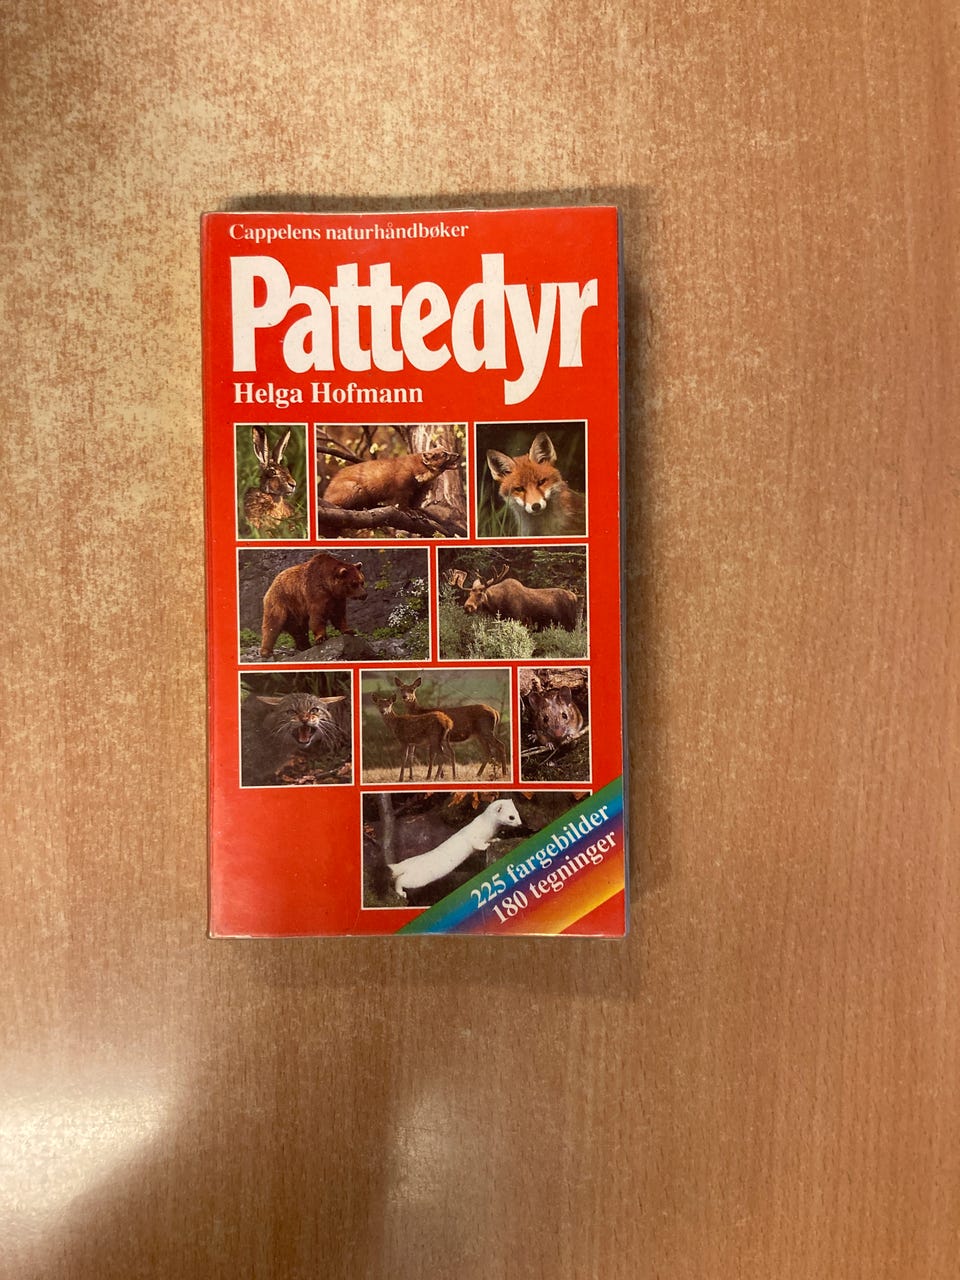 Cappelens naturhåndbøker
Pattedyr
Helga Hofmann
225 fargebilder
180 tegninger